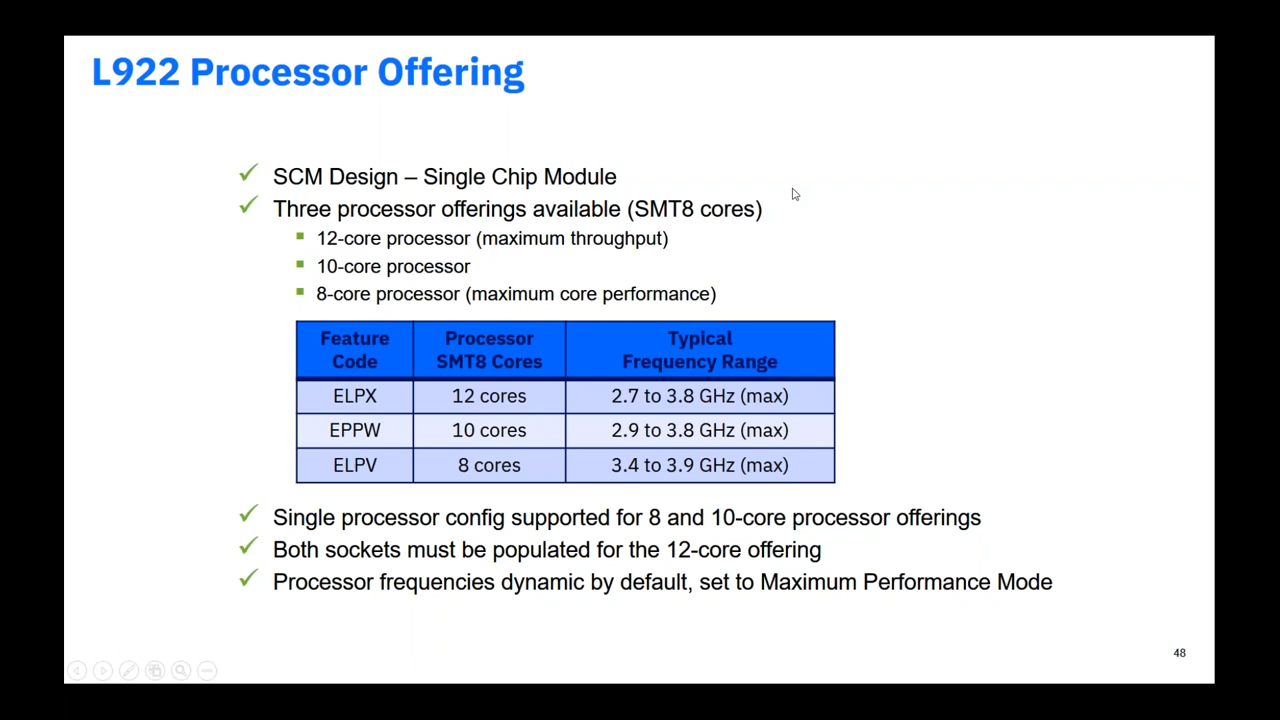 L922 Processor Offering
SCM Design – Single Chip Module
Three processor offerings available (SMT8 cores)
12-core processor (maximum throughput)
10-core processor
8-core processor (maximum core performance)
Feature Code Processor SMT8 Cores Typical Frequency Range
ELPX 12 cores 2.7 to 3.8 GHz (max)
EPPW 10 cores 2.9 to 3.8 GHz (max)
ELPV 8 cores 3.4 to 3.9 GHz (max)
Single processor config supported for 8 and 10-core processor offerings
Both sockets must be populated for the 12-core offering
Processor frequencies dynamic by default, set to Maximum Performance Mode
48